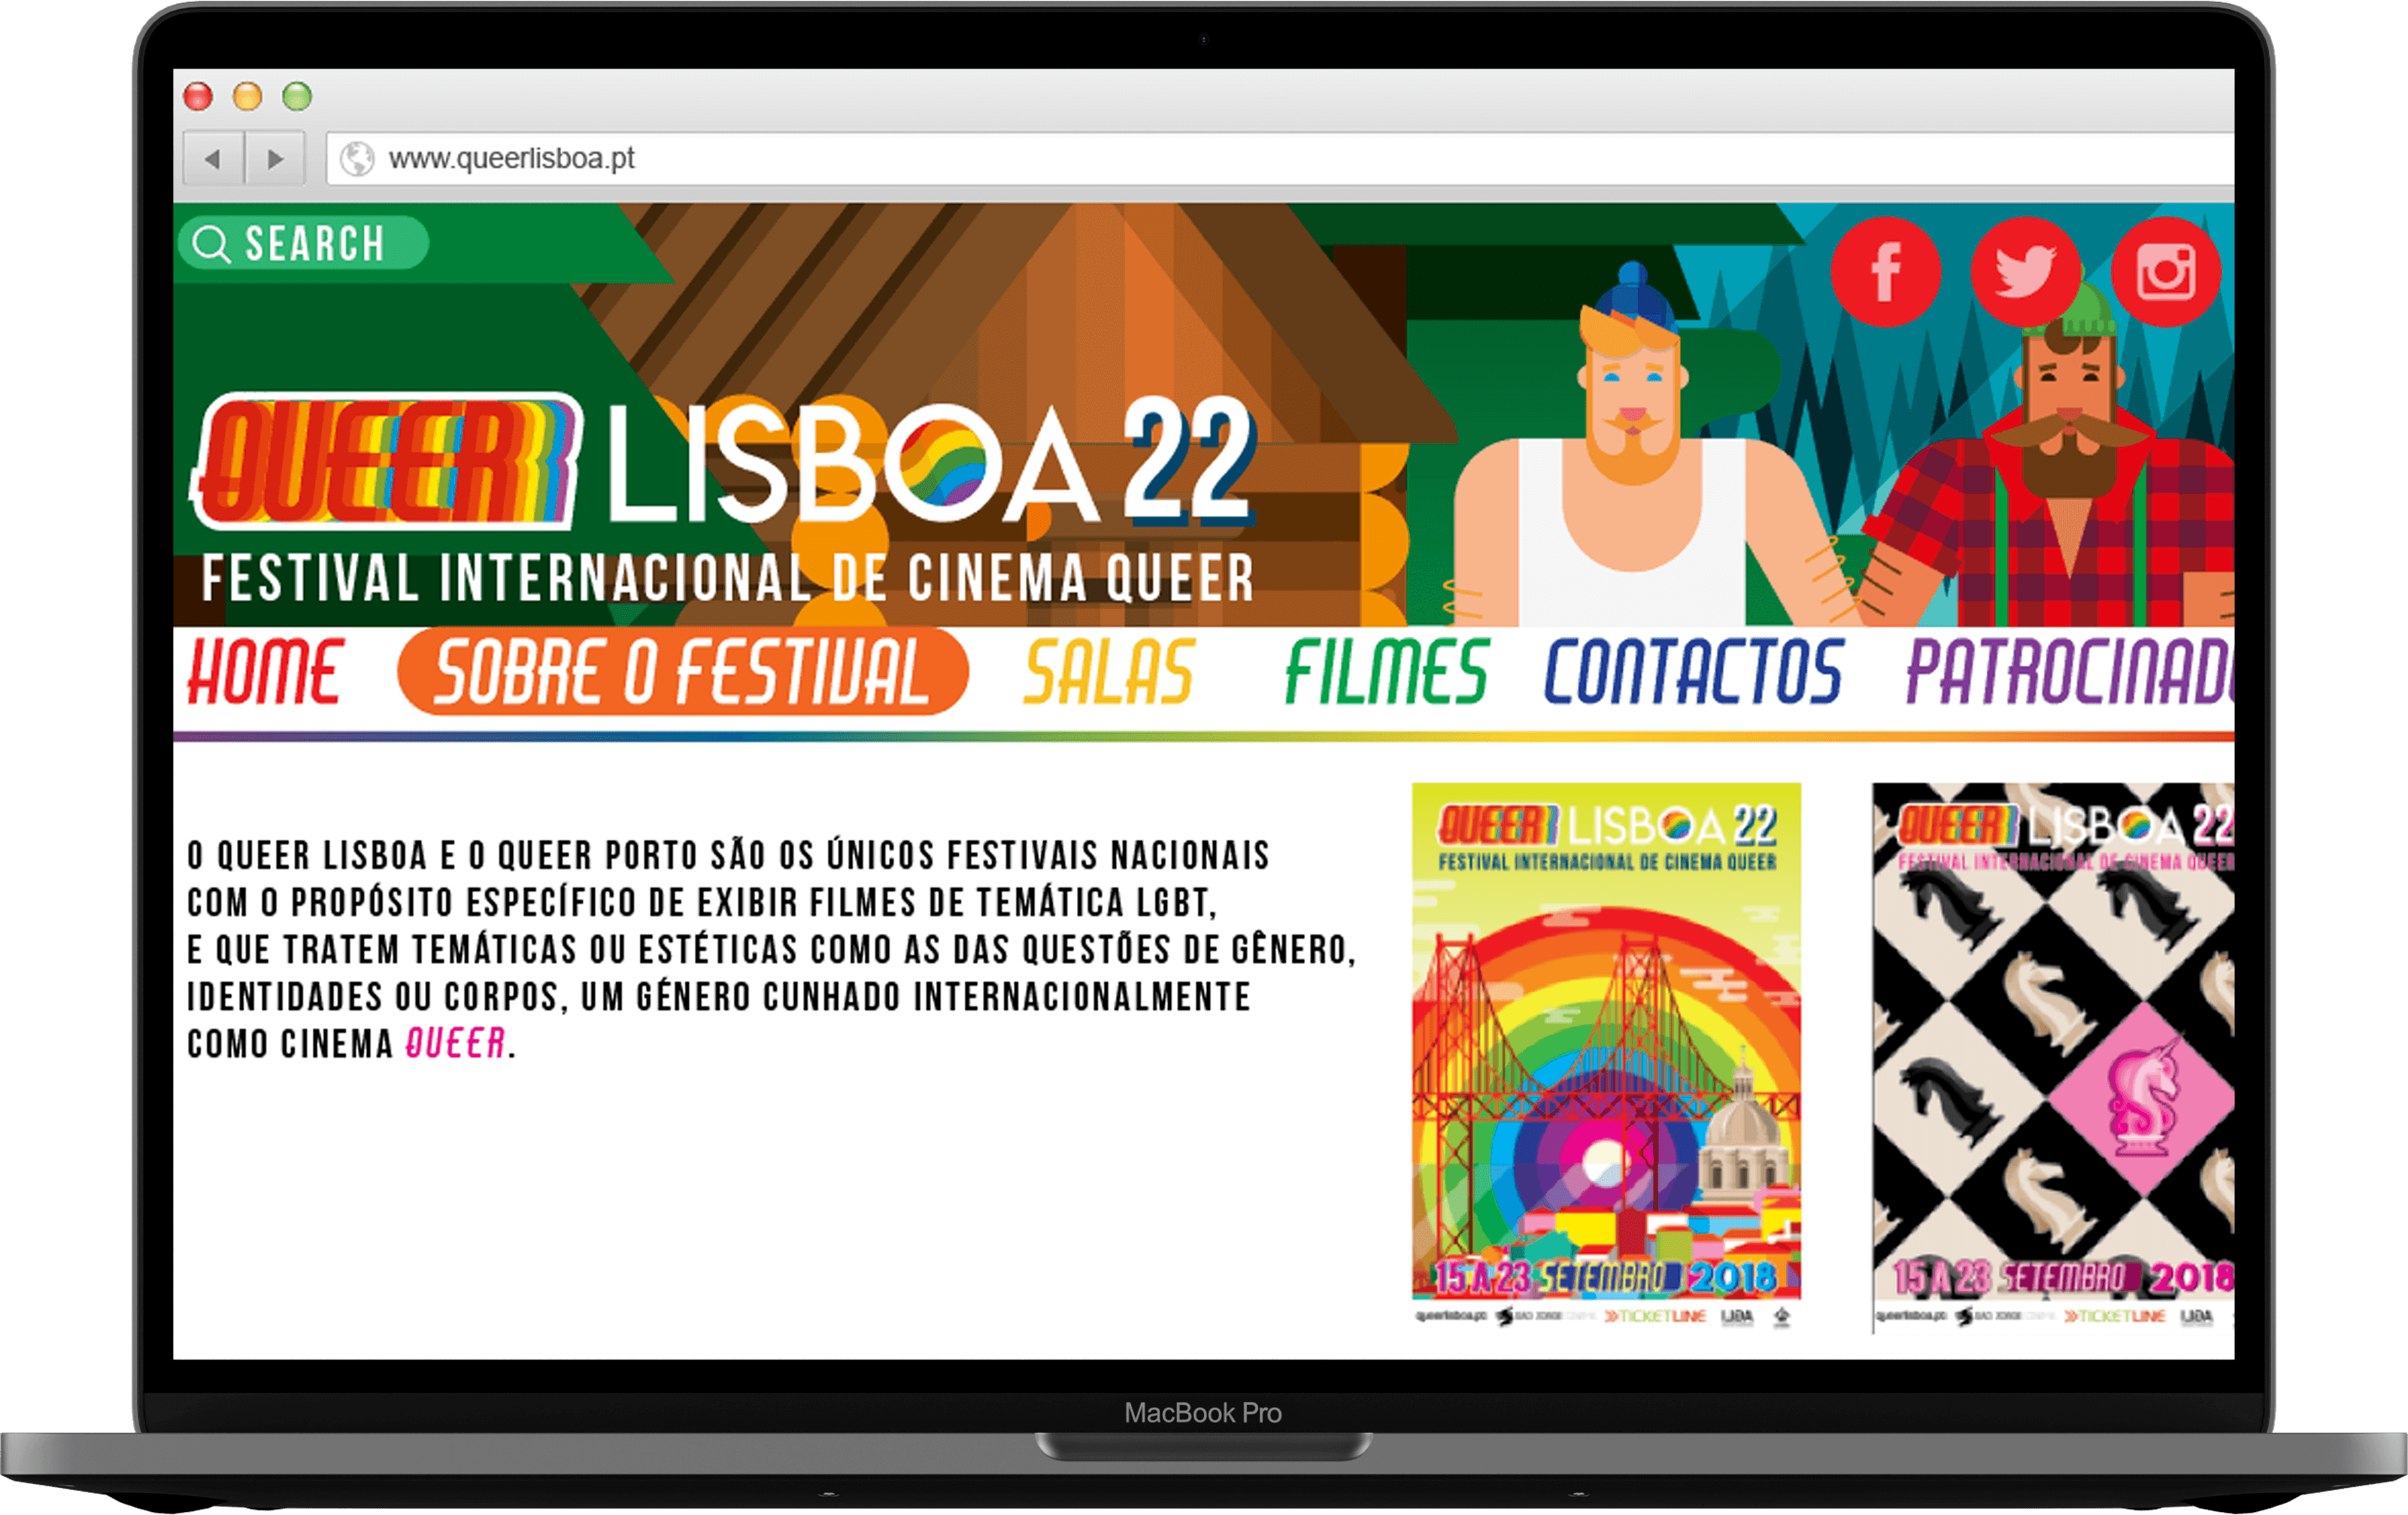 www.queerlisboa.pt
SEARCH
QUEER LISBOA 22
FESTIVAL INTERNACIONAL DE CINEMA QUEER
HOME SOBRE O FESTIVAL SALAS FILMES CONTACTOS
O QUEER LISBOA E O QUEER PORTO SÃO OS ÚNICOS FESTIVAIS NACIONAIS
COM O PROPÓSITO ESPECÍFICO DE EXIBIR FILMES DE TEMÁTICA LGBT,
E QUE TRATEM TEMÁTICAS OU ESTÉTICAS COMO AS DAS QUESTÕES DE GÊNERO,
IDENTIDADES OU CORPOS, UM GÉNERO CUNHADO INTERNACIONALMENTE
COMO CINEMA QUEER.
QUEER LISBOA 22
FESTIVAL INTERNACIONAL DE CINEMA QUEER
15 A 23 SETEMBRO 2018
queerlisboa.pt SÃO JORGE TICKETLINE
QUEER LISBOA 22
FESTIVAL INTERNACIONAL DE CINEMA QUEER
15 A 23 SETEMBRO 2018
queerlisboa.pt SÃO JORGE TICKETLINE
MacBook Pro